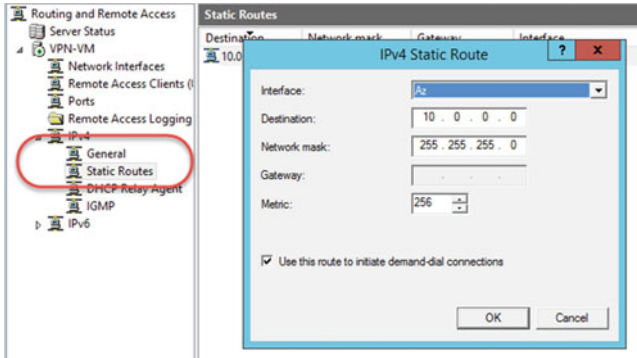 Routing and Remote Access
Server Status
VPN-VM
Network Interfaces
Remote Access Clients (
Ports
Remote Access Logging
IPv4
General
Static Routes
DHCP Relay Agent
IGMP
IPv6
Static Routes
Destination Network mask Gateway Interface
10.0
IPv4 Static Route
? x
Interface: Az
Destination: 10 . 0 . 0 . 0
Network mask: 255 . 255 . 255 . 0
Gateway: . . .
Metric: 256
Use this route to initiate demand-dial connections
OK Cancel